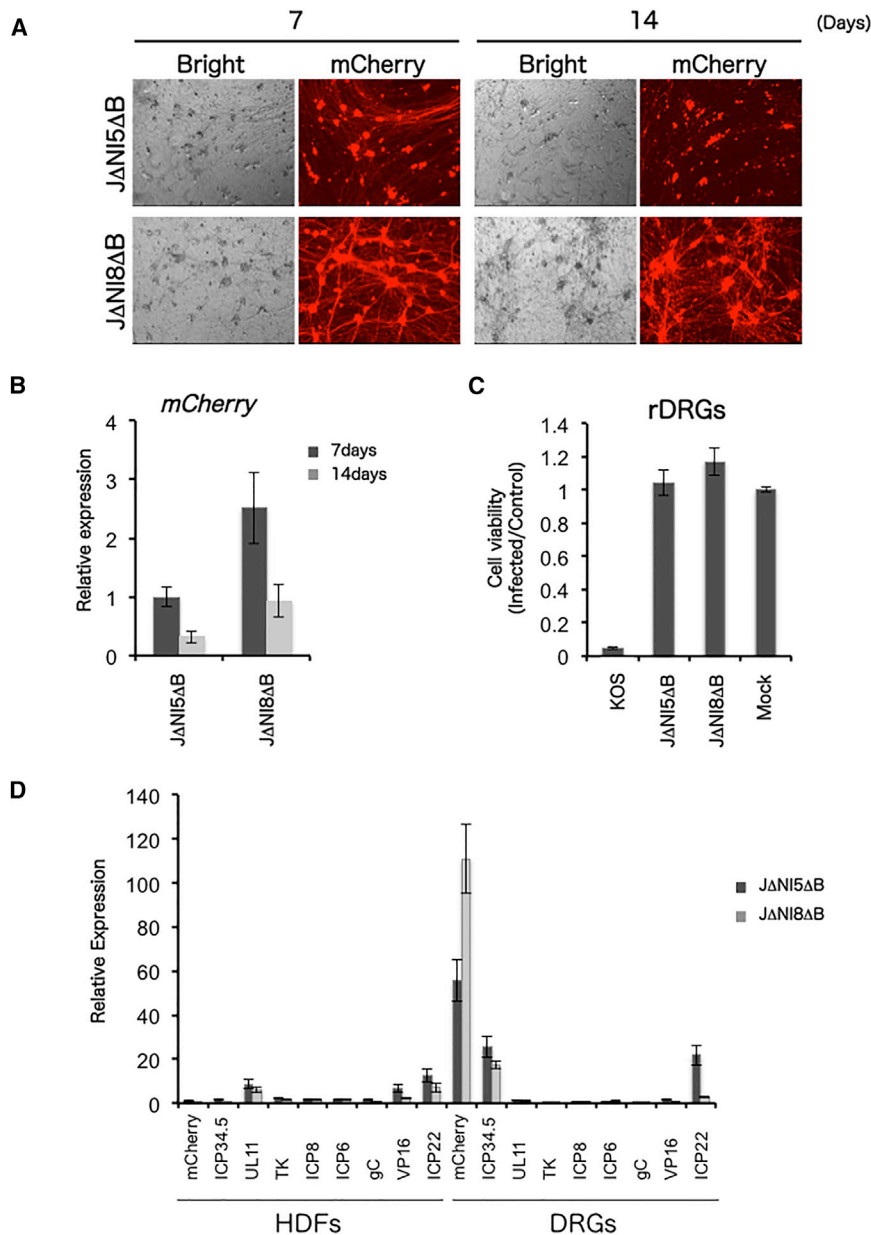 A
7
14
(Days)
Bright
mCherry
Bright
mCherry
JΔNI5ΔB
JΔNI8ΔB
B
mCherry
Relative expression
4
3
2
1
0
7days
14days
JΔNI5ΔB
JΔNI8ΔB
C
rDRGs
Cell viability
(Infected/Control)
1.4
1.2
1
0.8
0.6
0.4
0.2
0
KOS
JΔNI5ΔB
JΔNI8ΔB
Mock
D
Relative Expression
140
120
100
80
60
40
20
0
JΔNI5ΔB
JΔNI8ΔB
mCherry
ICP34.5
UL11
TK
ICP8
ICP6
gC
VP16
ICP22
mCherry
ICP34.5
UL11
TK
ICP8
ICP6
gC
VP16
ICP22
HDFs
DRGs